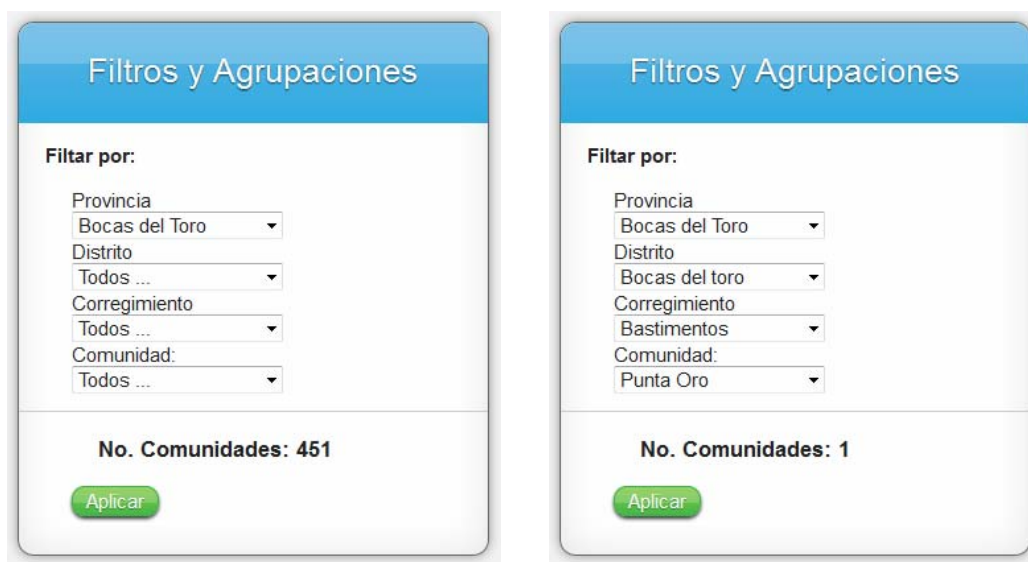 Filtros y Agrupaciones
Filtar por:
Provincia
Bocas del Toro
Distrito
Todos ...
Corregimiento
Todos ...
Comunidad:
Todos ...
No. Comunidades: 451
Aplicar
Filtros y Agrupaciones
Filtar por:
Provincia
Bocas del Toro
Distrito
Bocas del toro
Corregimiento
Bastimentos
Comunidad:
Punta Oro
No. Comunidades: 1
Aplicar